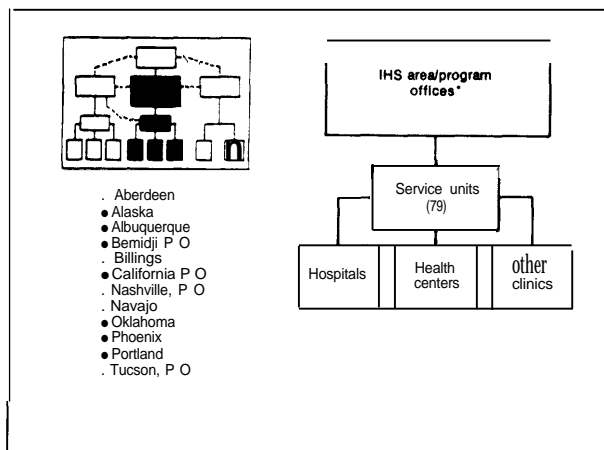 IHS area/program
offices*
Service units
(79)
Hospitals
Health
centers
other
clinics
. Aberdeen
● Alaska
● Albuquerque
● Bemidji P O
. Billings
● California P O
. Nashville, P O
. Navajo
● Oklahoma
● Phoenix
● Portland
. Tucson, P O